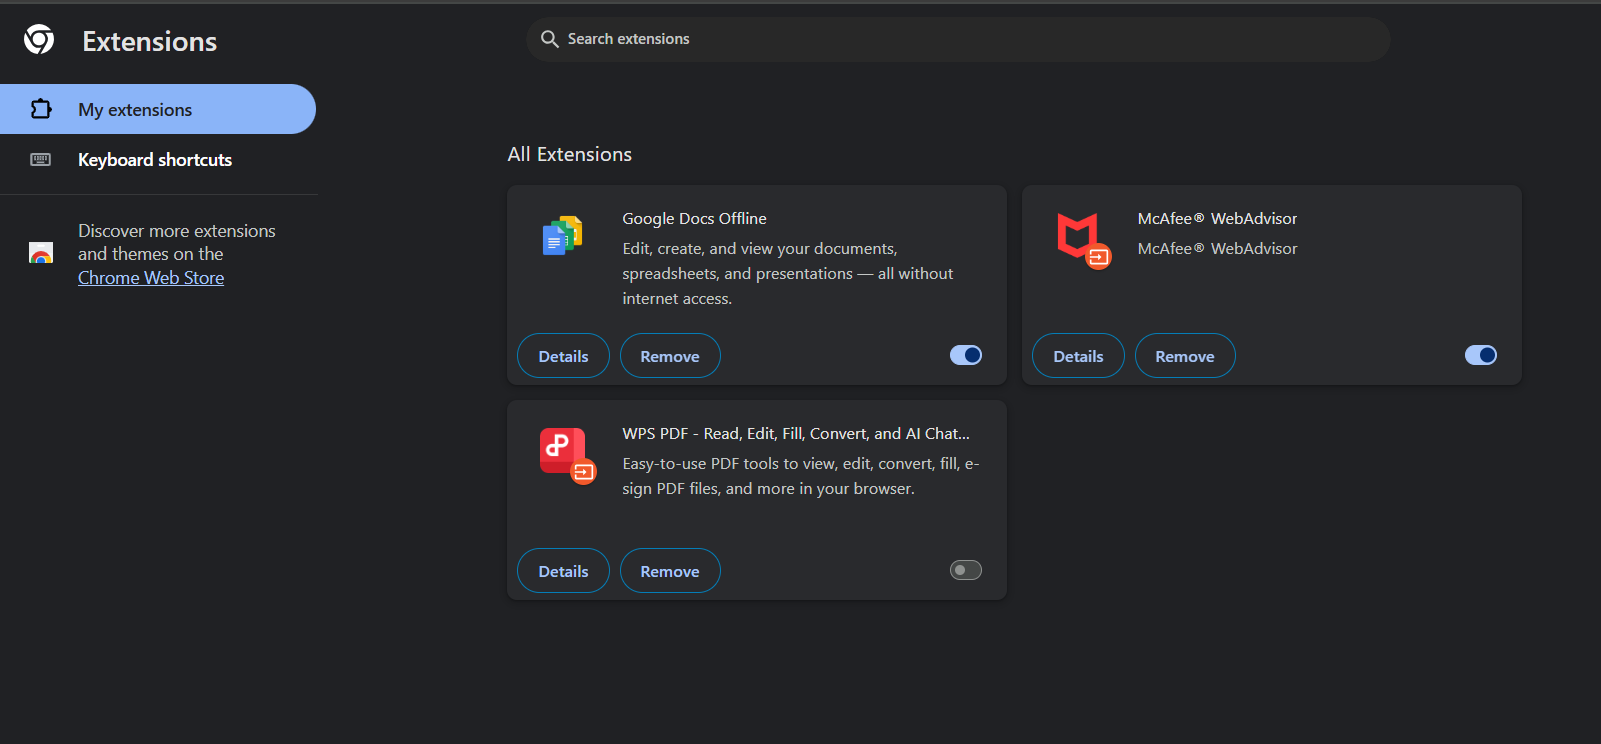 Extensions
Search extensions
My extensions
Keyboard shortcuts
Discover more extensions
and themes on the
Chrome Web Store
All Extensions
Google Docs Offline
Edit, create, and view your documents,
spreadsheets, and presentations — all without
internet access.
Details
Remove
McAfee® WebAdvisor
McAfee® WebAdvisor
Details
Remove
WPS PDF - Read, Edit, Fill, Convert, and AI Chat...
Easy-to-use PDF tools to view, edit, convert, fill, e-
sign PDF files, and more in your browser.
Details
Remove